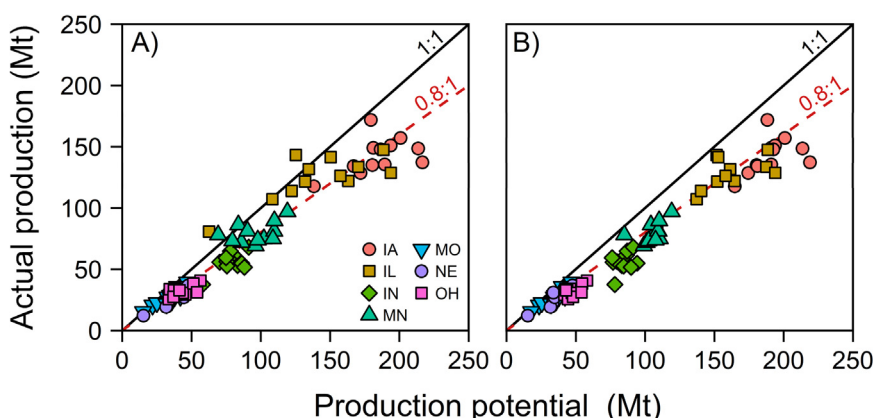 Actual production (Mt)
250
200
150
100
50
0
A)
1:1
0.8:1
IA
IL
IN
MN
MO
NE
OH
0 50 100 150 200 250
B)
1:1
0.8:1
0 50 100 150 200 250
Production potential (Mt)